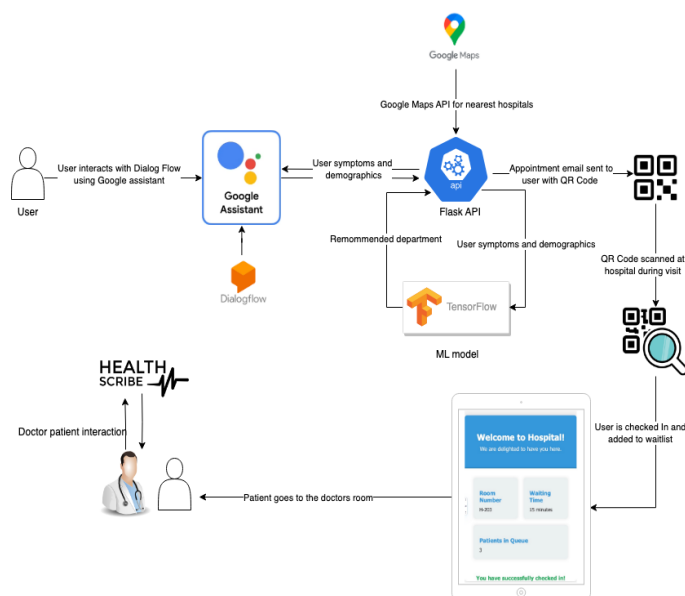 Google Maps
Google Maps API for nearest hospitals
User interacts with Dialog Flow
using Google assistant
User
Google
Assistant
User symptoms and
demographics
api
Flask API
Appointment email sent to
user with QR Code
Dialogflow
Remommended department
User symptoms and demographics
TensorFlow
ML model
QR Code scanned at
hospital during visit
HEALTH
SCRIBE
Doctor patient interaction
User is checked In and
added to waitlist
Welcome to Hospital!
We are delighted to have you here.
Room
Number
H-203
Waiting
Time
15 minutes
Patients in Queue
3
You have successfully checked in!
Patient goes to the doctors room